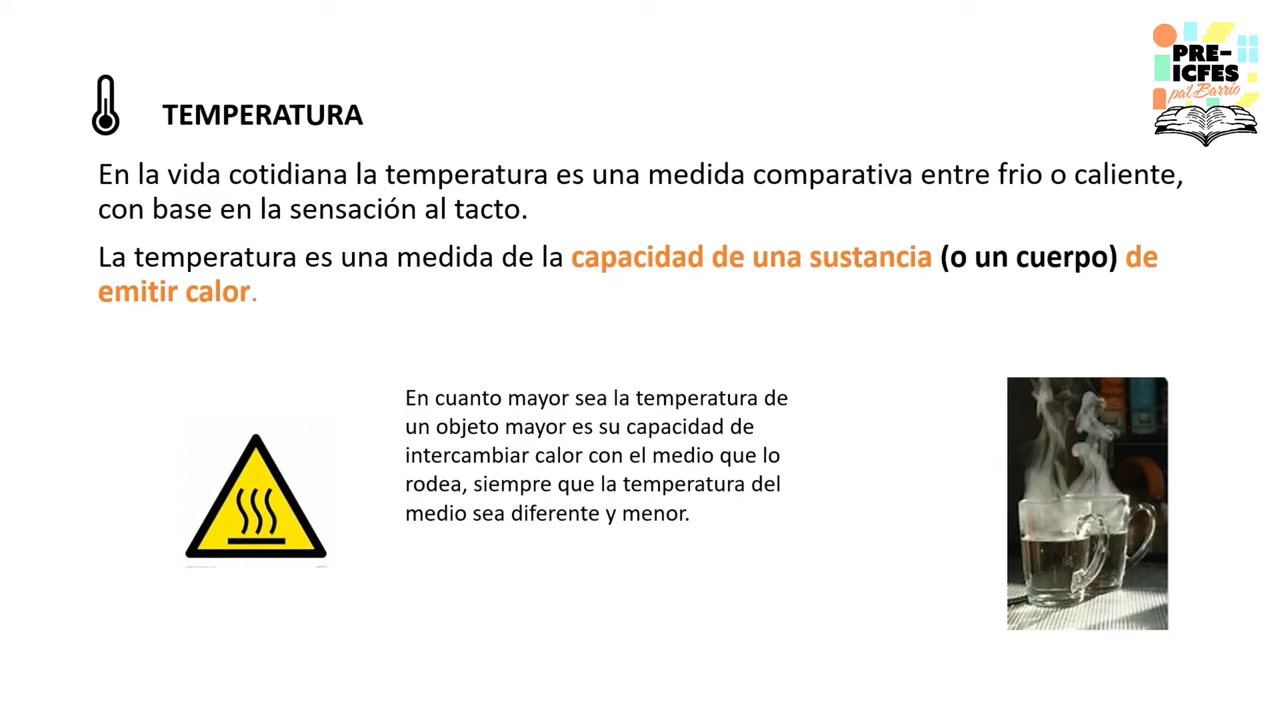 PRE-
ICFES
pa'l Barrio
TEMPERATURA
En la vida cotidiana la temperatura es una medida comparativa entre frio o caliente,
con base en la sensación al tacto.
La temperatura es una medida de la capacidad de una sustancia (o un cuerpo) de
emitir calor.
En cuanto mayor sea la temperatura de
un objeto mayor es su capacidad de
intercambiar calor con el medio que lo
rodea, siempre que la temperatura del
medio sea diferente y menor.